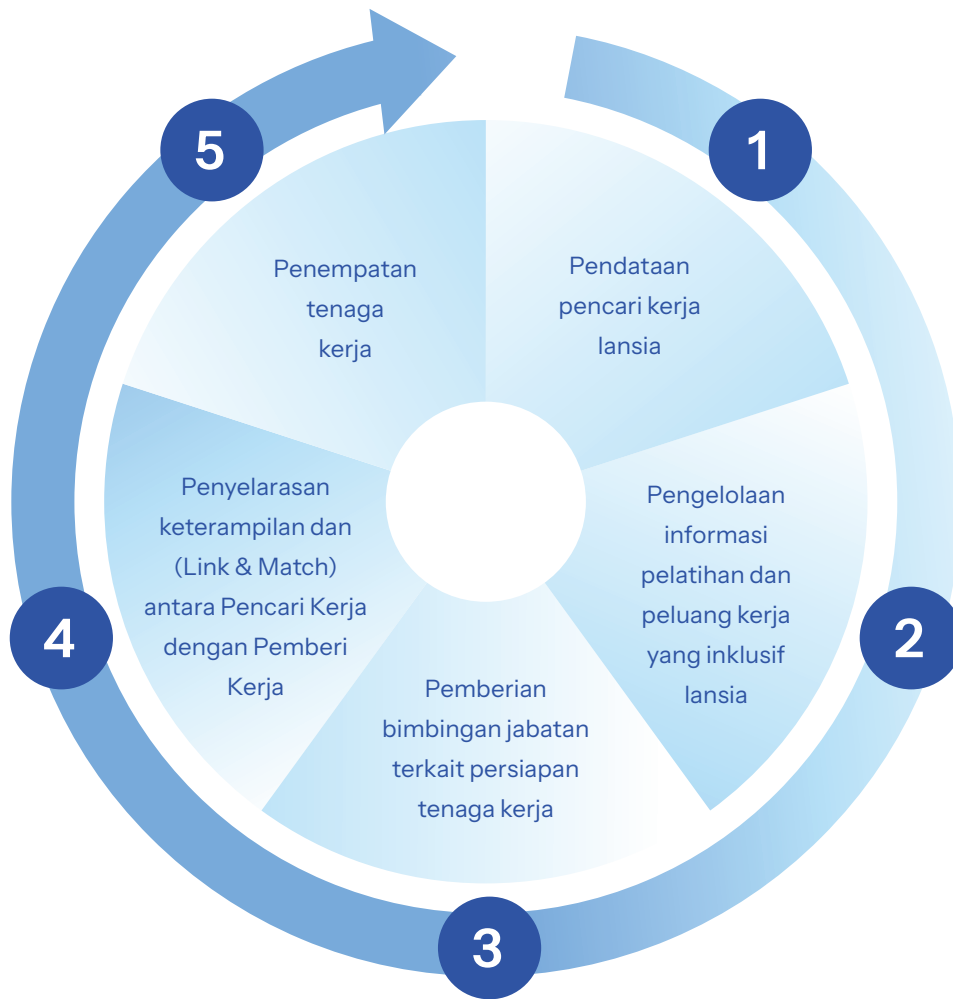 1
Pendataan
pencari kerja
lansia
2
Pengelolaan
informasi
pelatihan dan
peluang kerja
yang inklusif
lansia
3
Pemberian
bimbingan jabatan
terkait persiapan
tenaga kerja
4
Penyelarasan
keterampilan dan
(Link & Match)
antara Pencari Kerja
dengan Pemberi
Kerja
5
Penempatan
tenaga
kerja